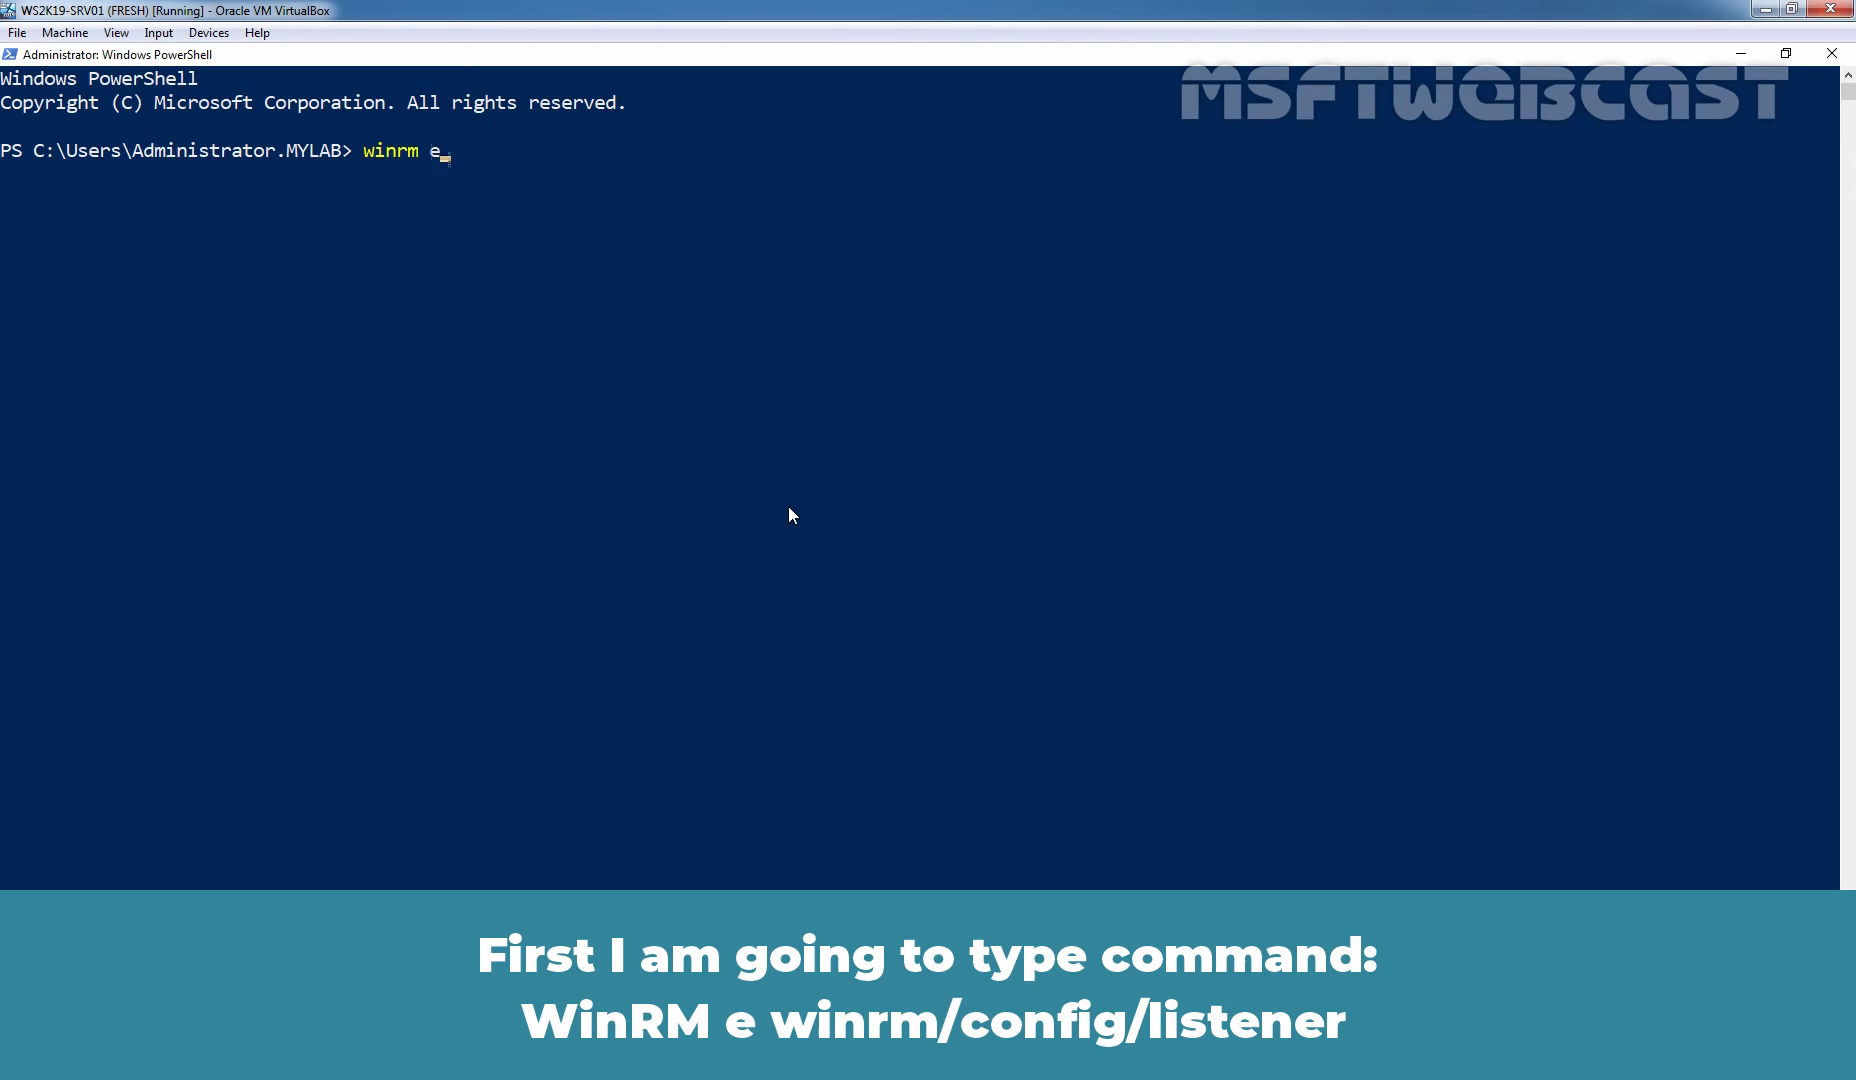 WS2K19-SRV01 (FRESH) [Running] - Oracle VM VirtualBox
File Machine View Input Devices Help
Administrator: Windows PowerShell
Windows PowerShell
Copyright (C) Microsoft Corporation. All rights reserved.
MSFTWEBCAST
PS C:\Users\Administrator.MYLAB> winrm e
First I am going to type command:
WinRM e winrm/config/listener